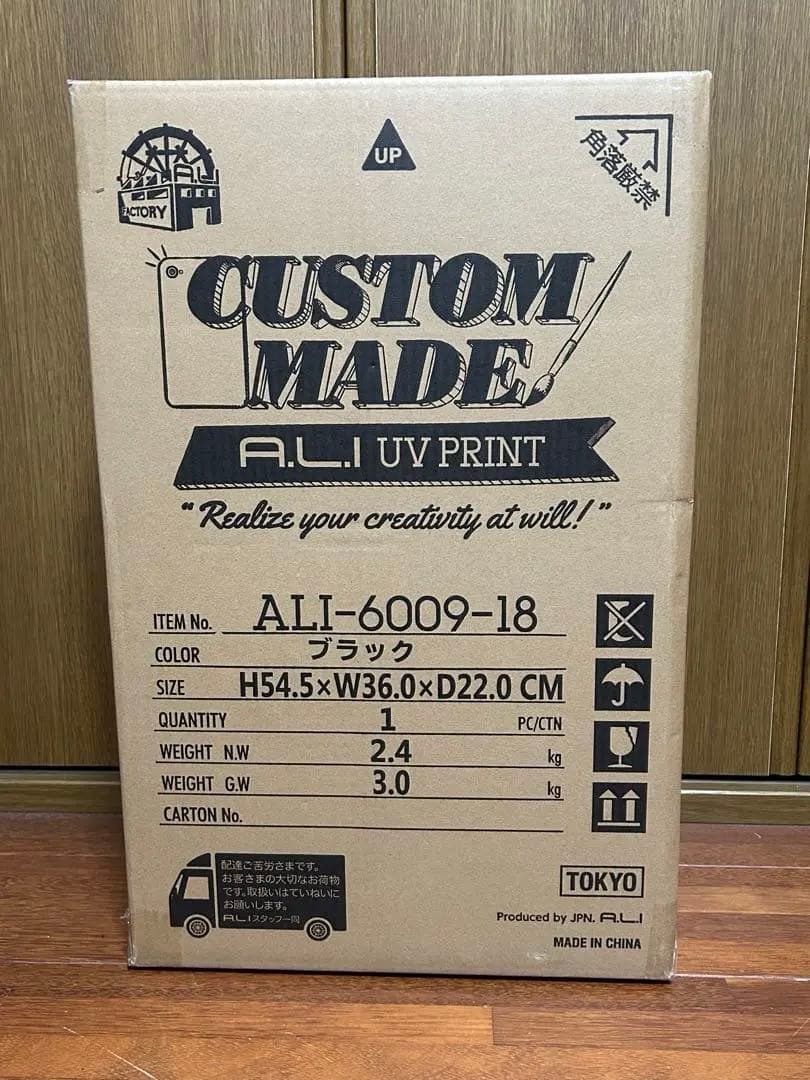 A.L.I
FACTORY
UP
角落厳禁
CUSTOM
MADE
A.L.I UV PRINT
“Realize your creativity at will!”
ITEM No. ALI-6009-18
COLOR ブラック
SIZE H54.5×W36.0×D22.0 CM
QUANTITY 1 PC/CTN
WEIGHT N.W 2.4 kg
WEIGHT G.W 3.0 kg
CARTON No.
配達ご苦労さまです。
お客さまの大切なお荷物
です。取扱いはていねいに
お願いします。
A.L.Iスタッフ一同
TOKYO
Produced by JPN. A.L.I
MADE IN CHINA